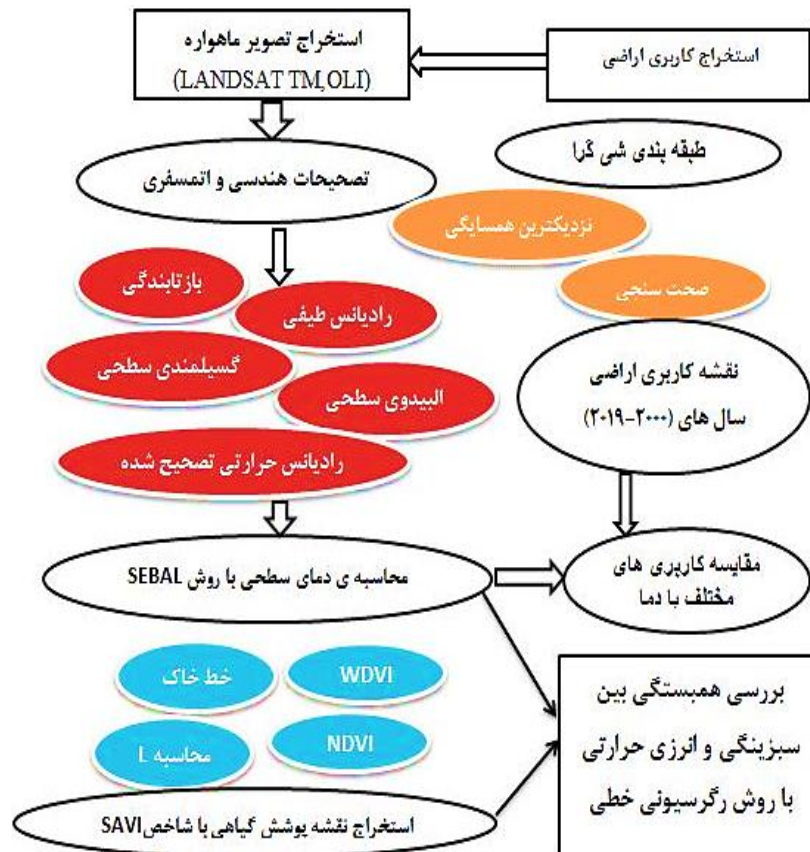 استخراج تصویر ماهواره
(LANDSAT TM,OLI)
استخراج کاربری اراضی
تصحیحات هندسی و اتمسفری
طبقه بندی شی گرا
نزدیکترین همسایگی
صحت سنجی
بازتابندگی
رادیانس طیفی
گسیلمندی سطحی
البیدوی سطحی
رادیانس حرارتی تصحیح شده
نقشه کاربری اراضی
سال های (۲۰۰۰-۲۰۱۹)
محاسبه ی دمای سطحی با روش SEBAL
مقایسه کاربری های
مختلف با دما
خط خاک
WDVI
محاسبه L
NDVI
استخراج نقشه پوشش گیاهی با شاخص SAVI
بررسی همبستگی بین
سبزینگی و انرژی حرارتی
با روش رگرسیونی خطی